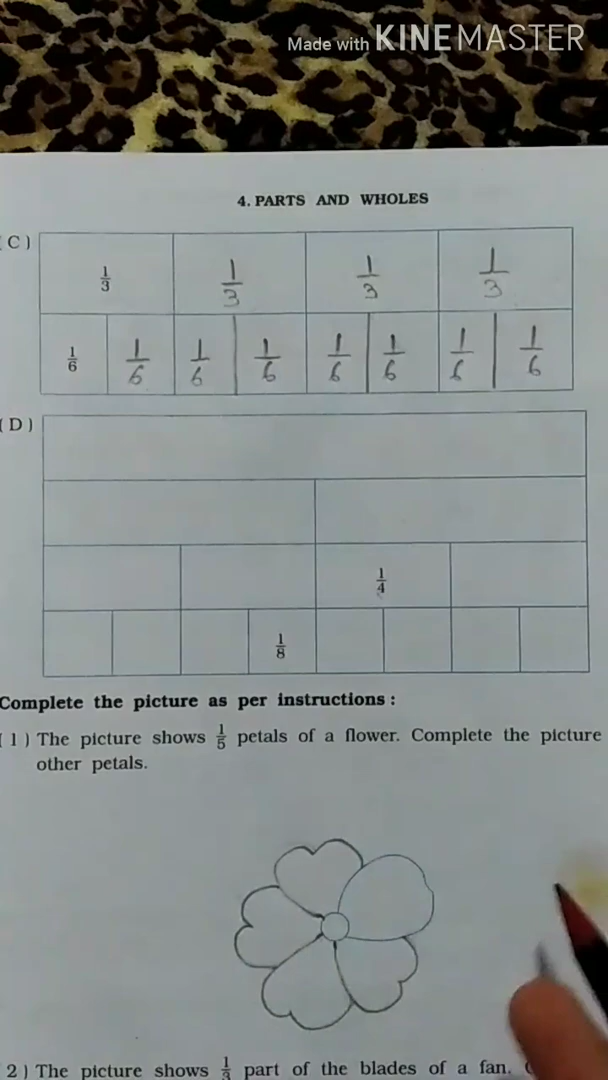 Made with KINEMASTER
4. PARTS AND WHOLES
( C )
1/3 1/3 1/3 1/3
1/6 1/6 1/6 1/6 1/6 1/6 1/6 1/6
( D )
1/4
1/8
Complete the picture as per instructions :
( 1 ) The picture shows 1/5 petals of a flower. Complete the picture
other petals.
2 ) The picture shows 1/3 part of the blades of a fan.